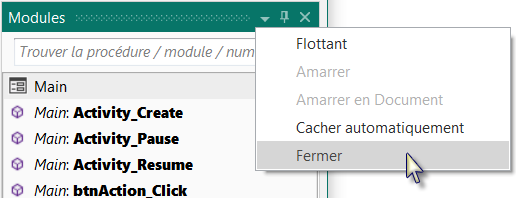 Modules
Trouver la procédure / module / num
Main
Main: Activity_Create
Main: Activity_Pause
Main: Activity_Resume
Main: btnAction_Click
Flottant
Amarrer
Amarrer en Document
Cacher automatiquement
Fermer